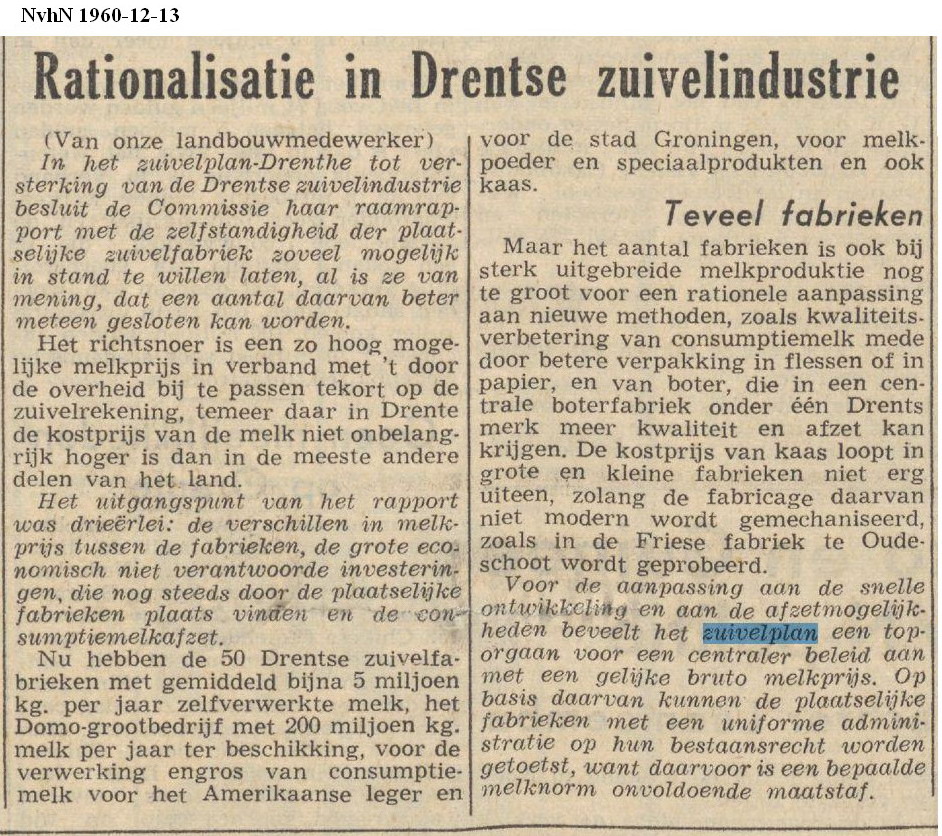 NvhN 1960-12-13
Rationalisatie in Drentse zuivelindustrie
(Van onze landbouwmedewerker)
In het zuivelplan-Drenthe tot ver-
sterking van de Drentse zuivelindustrie
besluit de Commissie haar raamrap-
port met de zelfstandigheid der plaat-
selijke zuivelfabriek zoveel mogelijk
in stand te willen laten, al is ze van
mening, dat een aantal daarvan beter
meteen gesloten kan worden.
Het richtsnoer is een zo hoog moge-
lijke melkprijs in verband met 't door
de overheid bij te passen tekort op de
zuivelrekening, temeer daar in Drente
de kostprijs van de melk niet onbelang-
rijk hoger is dan in de meeste andere
delen van het land.
Het uitgangspunt van het rapport
was drieërlei: de verschillen in melk-
prijs tussen de fabrieken, de grote eco-
nomisch niet verantwoorde investerin-
gen, die nog steeds door de plaatselijke
fabrieken plaats vinden en de con-
sumptiemelkafzet.
Nu hebben de 50 Drentse zuivelfa-
brieken met gemiddeld bijna 5 miljoen
kg. per jaar zelfverwerkte melk, het
Domo-grootbedrijf met 200 miljoen kg.
melk per jaar ter beschikking, voor de
verwerking engros van consumptie-
melk voor het Amerikaanse leger en
voor de stad Groningen, voor melk-
poeder en speciaalprodukten en ook
kaas.
Teveel fabrieken
Maar het aantal fabrieken is ook bij
sterk uitgebreide melkproduktie nog
te groot voor een rationele aanpassing
aan nieuwe methoden, zoals kwaliteits-
verbetering van consumptiemelk mede
door betere verpakking in flessen of in
papier, en van boter, die in een cen-
trale boterfabriek onder één Drents
merk meer kwaliteit en afzet kan
krijgen. De kostprijs van kaas loopt in
grote en kleine fabrieken niet erg
uiteen, zolang de fabricage daarvan
niet modern wordt gemechaniseerd,
zoals in de Friese fabriek te Oude-
schoot wordt geprobeerd.
Voor de aanpassing aan de snelle
ontwikkeling en aan de afzetmogelijk-
heden beveelt het zuivelplan een top-
orgaan voor een centraler beleid aan
met een gelijke bruto melkprijs. Op
basis daarvan kunnen de plaatselijke
fabrieken met een uniforme admini-
stratie op hun bestaansrecht worden
getoetst, want daarvoor is een bepaalde
melknorm onvoldoende maatstaf.